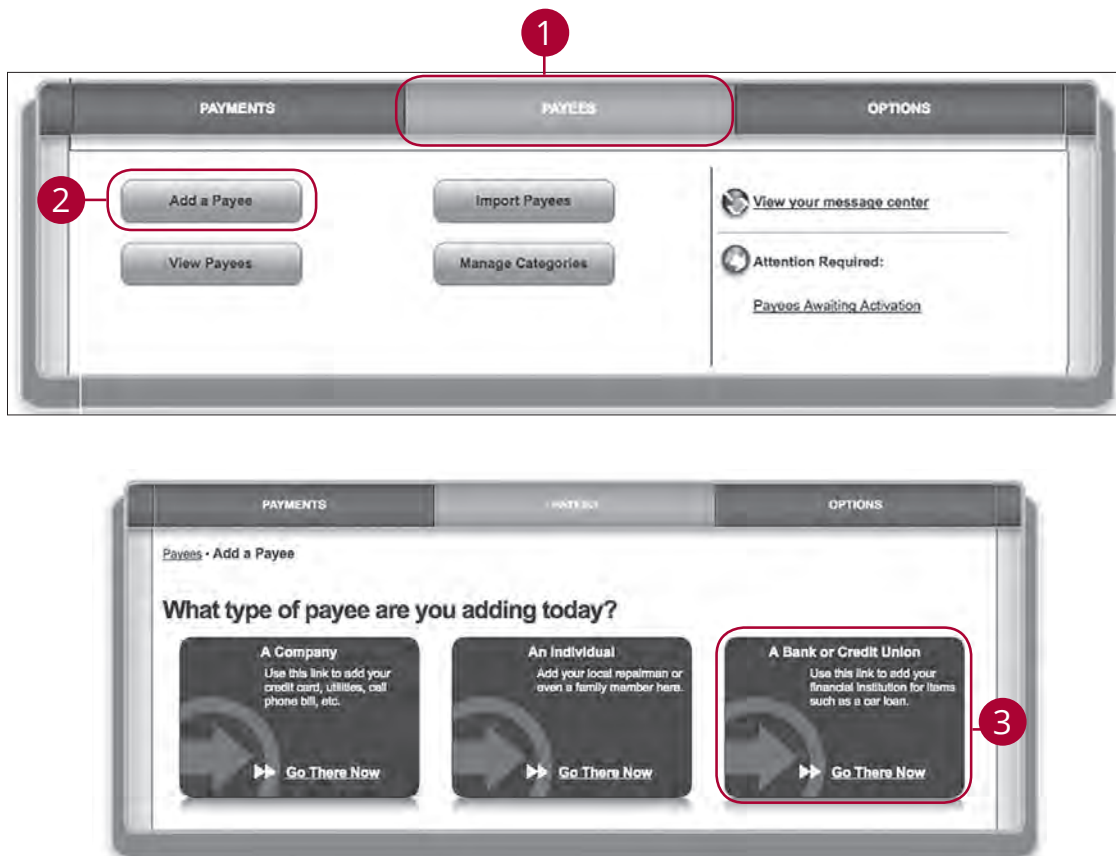 1
PAYMENTS PAYEES OPTIONS
2
Add a Payee Import Payees View your message center
View Payees Manage Categories Attention Required:
Payees Awaiting Activation
PAYMENTS OPTIONS
Payees · Add a Payee
What type of payee are you adding today?
A Company
Use this link to add your
credit card, utilities, cell
phone bill, etc.
Go There Now
An Individual
Add your local repairman or
even a family member here.
Go There Now
A Bank or Credit Union
Use this link to add your
financial institution for items
such as a car loan.
Go There Now
3